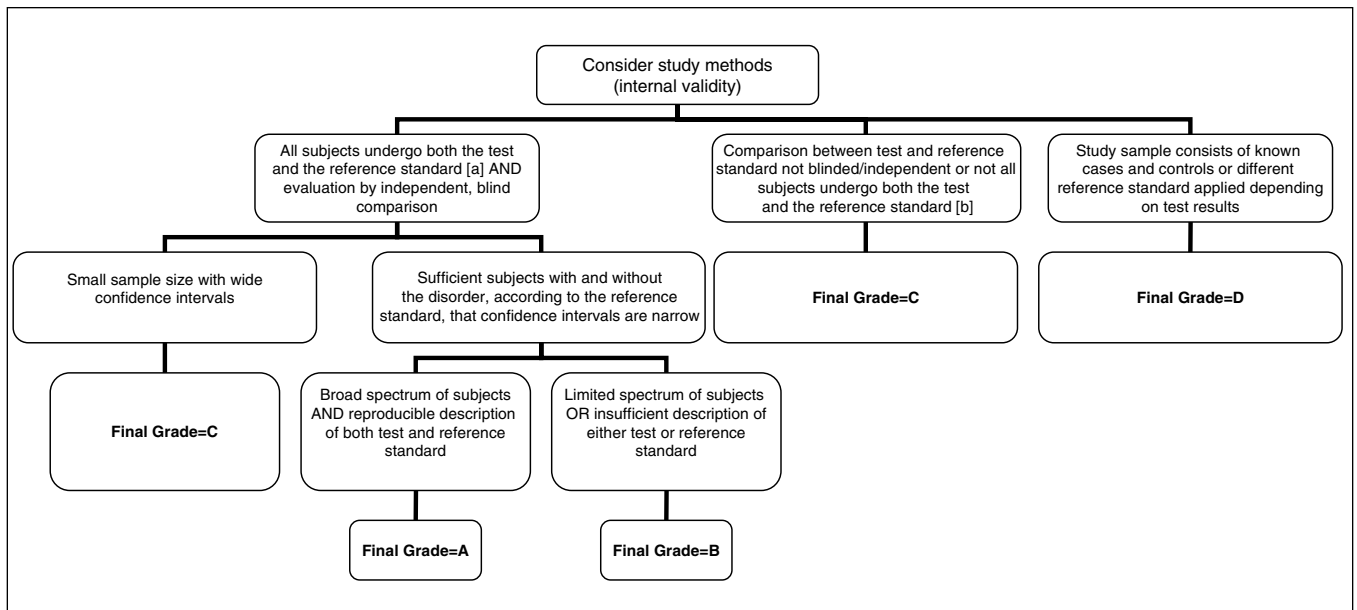 Consider study methods
(internal validity)
All subjects undergo both the test
and the reference standard [a] AND
evaluation by independent, blind
comparison
Comparison between test and reference
standard not blinded/independent or not all
subjects undergo both the test
and the reference standard [b]
Study sample consists of known
cases and controls or different
reference standard applied depending
on test results
Small sample size with wide
confidence intervals
Sufficient subjects with and without
the disorder, according to the reference
standard, that confidence intervals are narrow
Final Grade=C
Final Grade=D
Final Grade=C
Broad spectrum of subjects
AND reproducible description
of both test and reference
standard
Limited spectrum of subjects
OR insufficient description of
either test or reference
standard
Final Grade=A
Final Grade=B